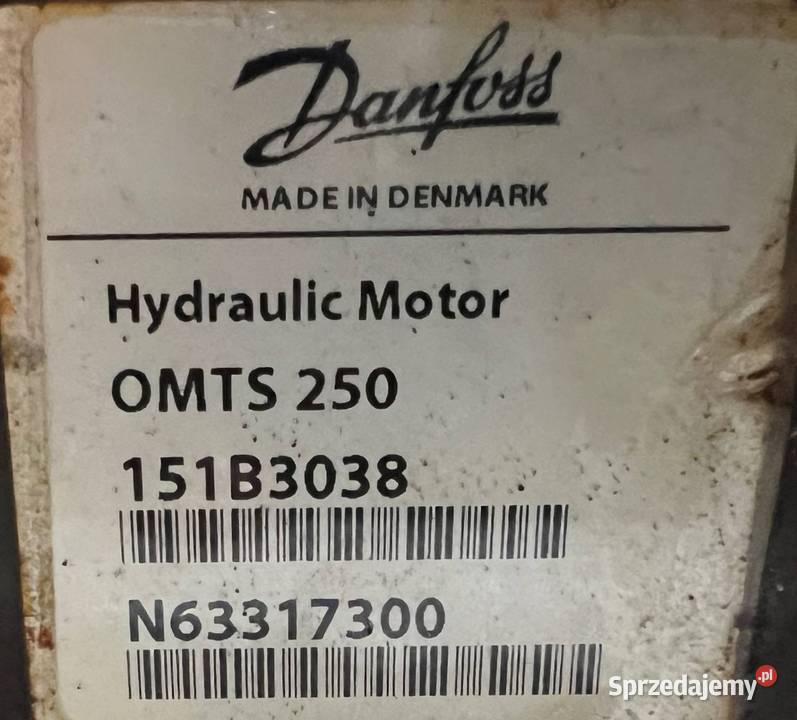 Danfoss
MADE IN DENMARK
Hydraulic Motor
OMTS 250
151B3038
N63317300
Sprzedajemy.pl